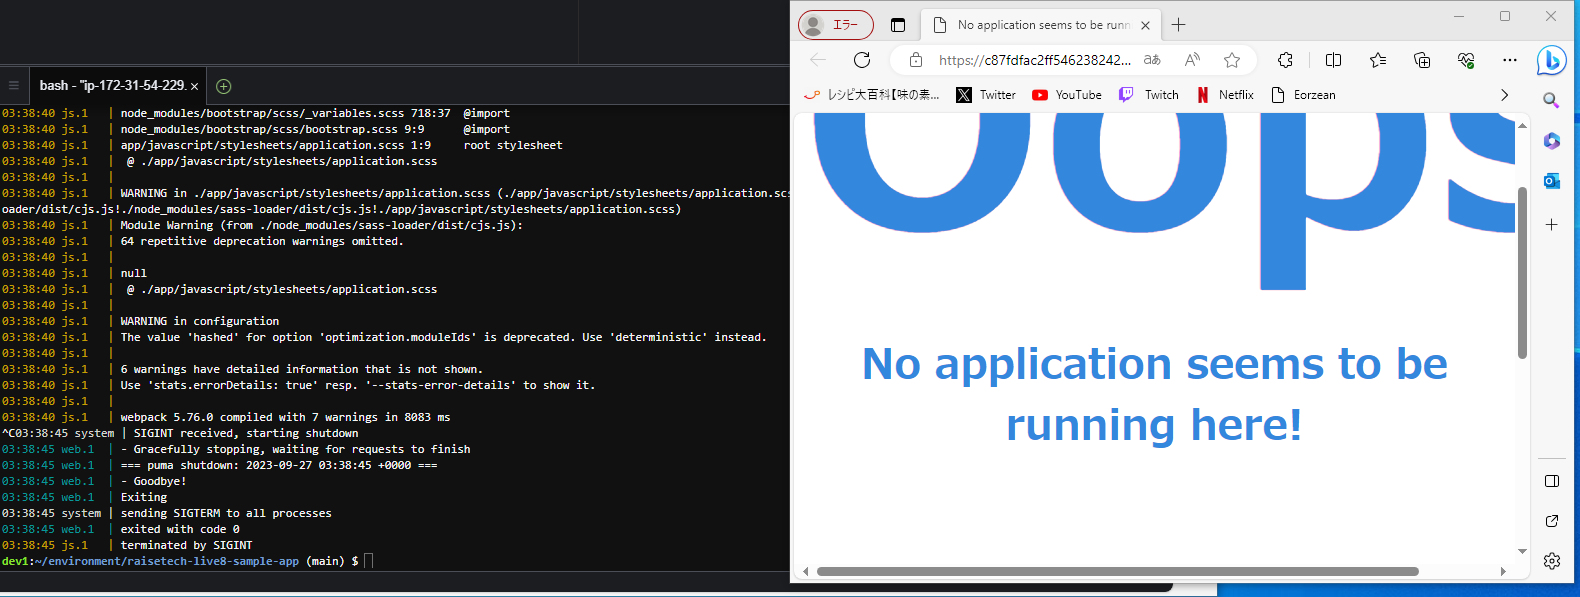 bash - "ip-172-31-54-229.
03:38:40 js.1 | node_modules/bootstrap/scss/_variables.scss 718:37 @import
03:38:40 js.1 | node_modules/bootstrap/scss/bootstrap.scss 9:9 @import
03:38:40 js.1 | app/javascript/stylesheets/application.scss 1:9 root stylesheet
03:38:40 js.1 | @ ./app/javascript/stylesheets/application.scss
03:38:40 js.1 |
03:38:40 js.1 | WARNING in ./app/javascript/stylesheets/application.scss (./app/javascript/stylesheets/application.scs
oader/dist/cjs.js!./node_modules/sass-loader/dist/cjs.js!./app/javascript/stylesheets/application.scss)
03:38:40 js.1 | Module Warning (from ./node_modules/sass-loader/dist/cjs.js):
03:38:40 js.1 | 64 repetitive deprecation warnings omitted.
03:38:40 js.1 |
03:38:40 js.1 | null
03:38:40 js.1 | @ ./app/javascript/stylesheets/application.scss
03:38:40 js.1 |
03:38:40 js.1 | WARNING in configuration
03:38:40 js.1 | The value 'hashed' for option 'optimization.moduleIds' is deprecated. Use 'deterministic' instead.
03:38:40 js.1 |
03:38:40 js.1 | 6 warnings have detailed information that is not shown.
03:38:40 js.1 | Use 'stats.errorDetails: true' resp. '--stats-error-details' to show it.
03:38:40 js.1 |
03:38:40 js.1 | webpack 5.76.0 compiled with 7 warnings in 8083 ms
^C03:38:45 system | SIGINT received, starting shutdown
03:38:45 web.1 | - Gracefully stopping, waiting for requests to finish
03:38:45 web.1 | === puma shutdown: 2023-09-27 03:38:45 +0000 ===
03:38:45 web.1 | - Goodbye!
03:38:45 web.1 | Exiting
03:38:45 system | sending SIGTERM to all processes
03:38:45 web.1 | exited with code 0
03:38:45 js.1 | terminated by SIGINT
dev1:~/environment/raisetech-live8-sample-app (main) $
エラー
No application seems to be runn
https://c87fdfac2ff546238242...
レシピ大百科【味の素...
Twitter
YouTube
Twitch
Netflix
Eorzean
Oops
No application seems to be
running here!